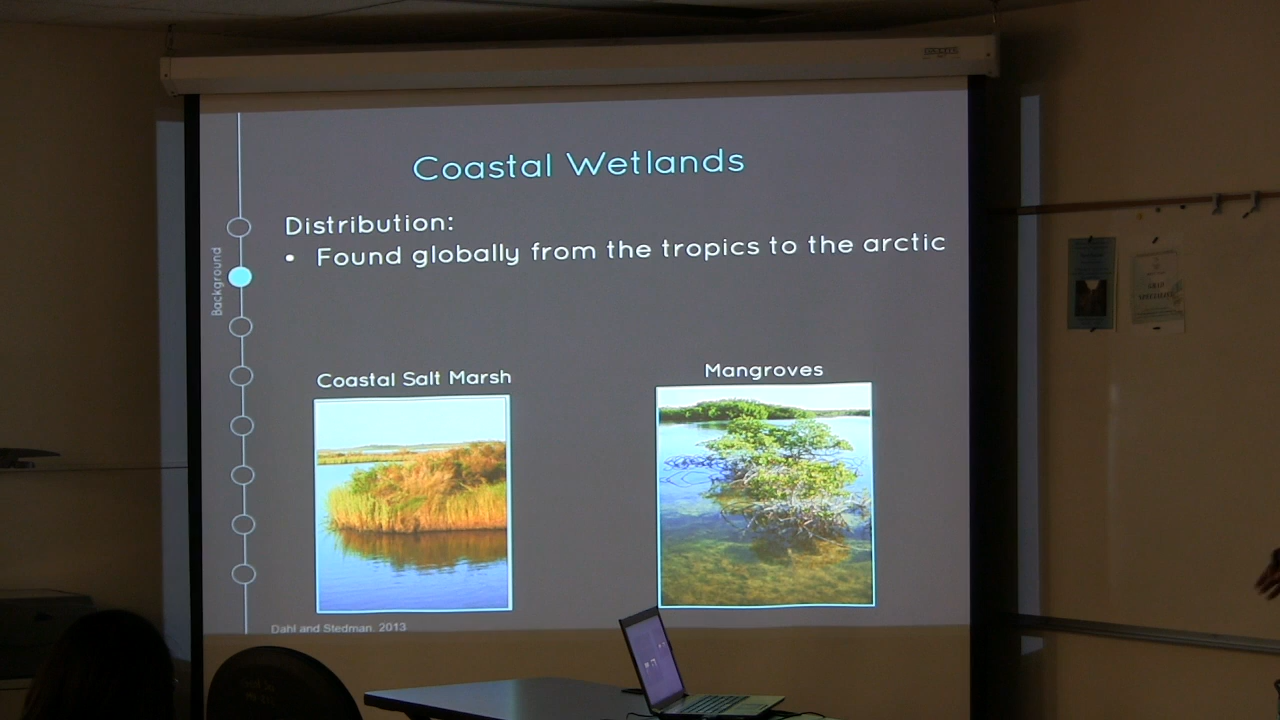 Coastal Wetlands
Distribution:
• Found globally from the tropics to the arctic
Background
Coastal Salt Marsh
Mangroves
Dahl and Stedman, 2013